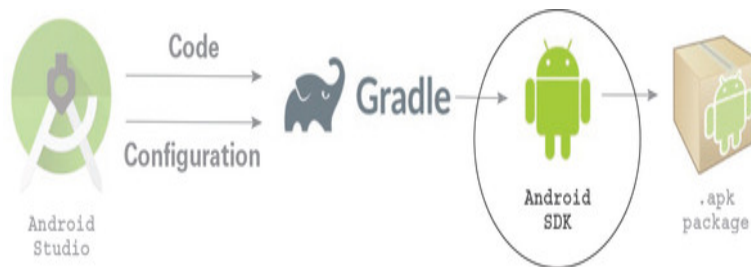 Code
Configuration
Android
Studio
Gradle
Android
SDK
.apk
package